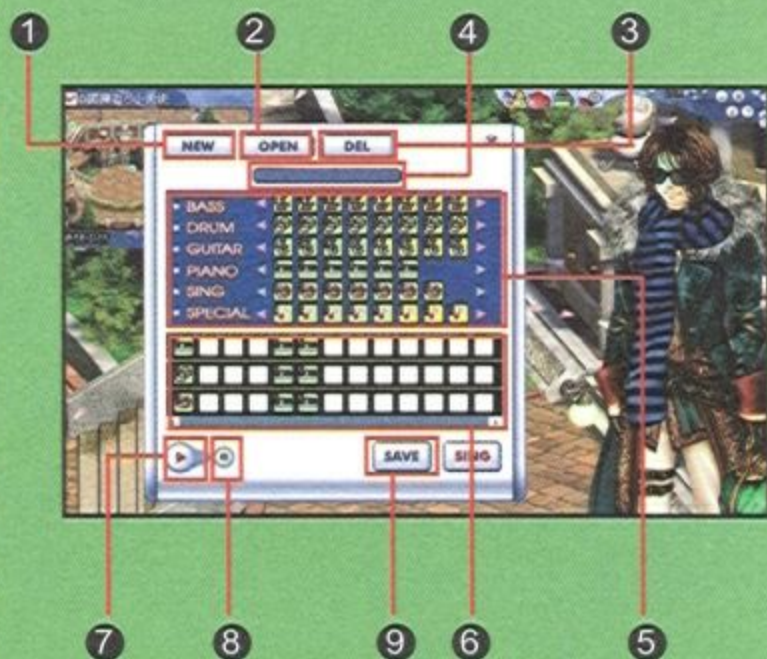 1 2 4 3
NEW OPEN DEL
BASS
DRUM
GUITAR
PIANO
SING
SPECIAL
SAVE SING
7 8 9 6 5